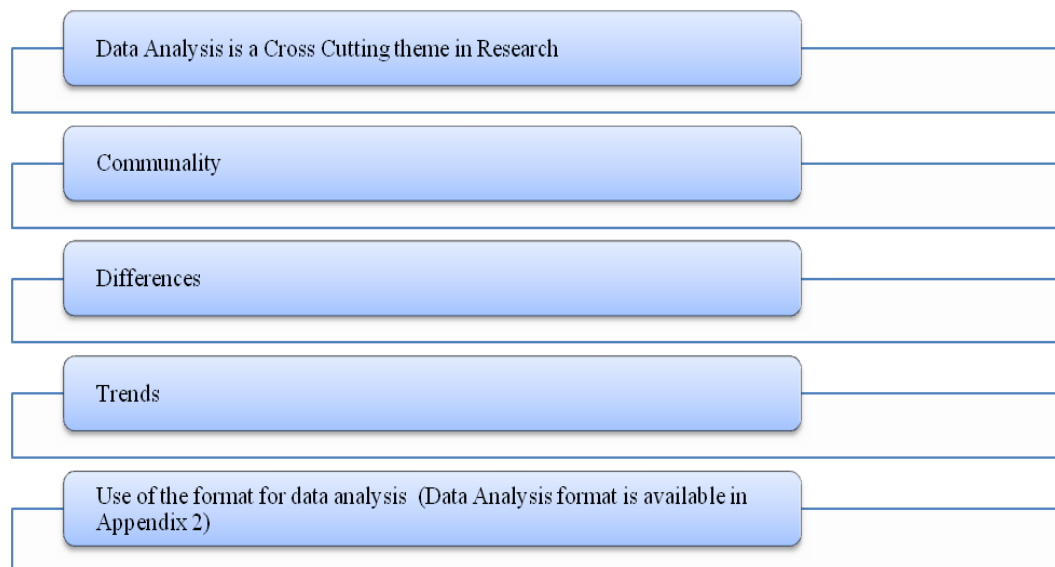 Data Analysis is a Cross Cutting theme in Research
Communality
Differences
Trends
Use of the format for data analysis  (Data Analysis format is available in
Appendix 2)